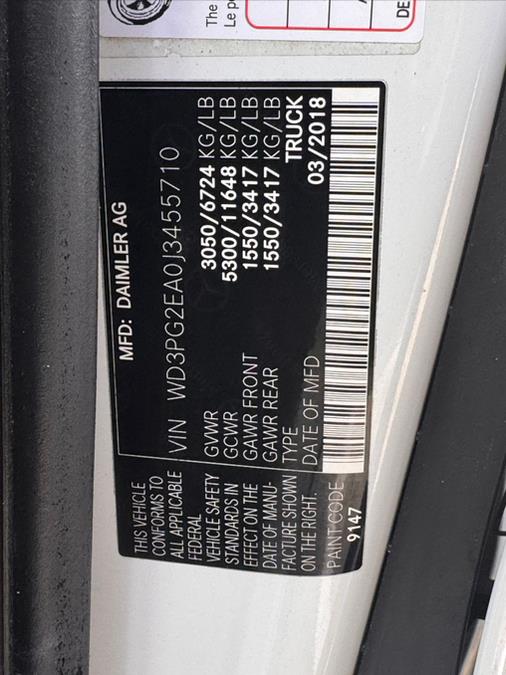 The
Le p
DE
MFD: DAIMLER AG
VIN WD3PG2EA0J3455710
GVWR 3050/6724 KG/LB
GCWR 5300/11648 KG/LB
GAWR FRONT 1550/3417 KG/LB
GAWR REAR 1550/3417 KG/LB
TYPE TRUCK
DATE OF MFD 03/2018
THIS VEHICLE
CONFORMS TO
ALL APPLICABLE
FEDERAL
VEHICLE SAFETY
STANDARDS IN
EFFECT ON THE
DATE OF MANU-
FACTURE SHOWN
ON THE RIGHT.
PAINT CODE
9147